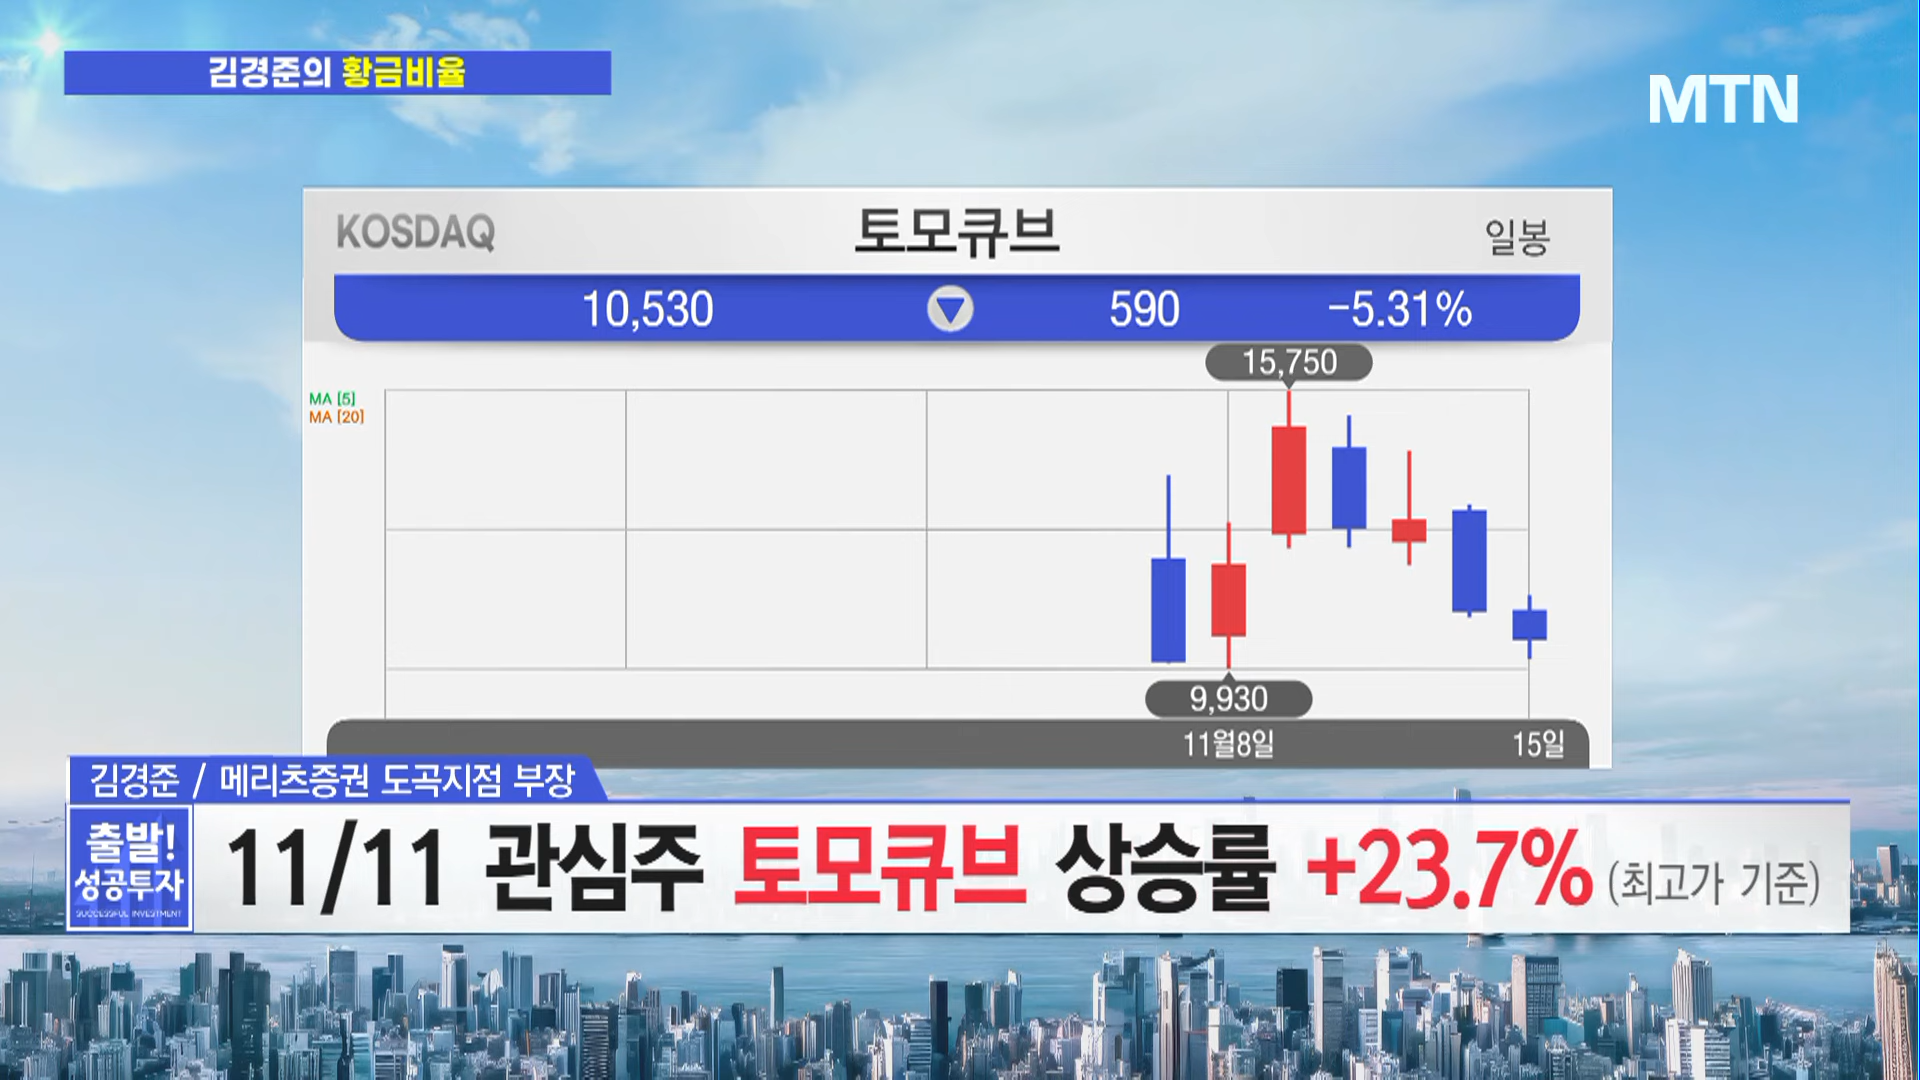 김경준의 황금비율
MTN
KOSDAQ
토모큐브
일봉
10,530 ▼ 590 -5.31%
15,750
MA [5]
MA [20]
9,930
11월8일
15일
김경준 / 메리츠증권 도곡지점 부장
출발!
성공투자
SUCCESSFUL INVESTMENT
11/11 관심주 토모큐브 상승률 +23.7% (최고가 기준)